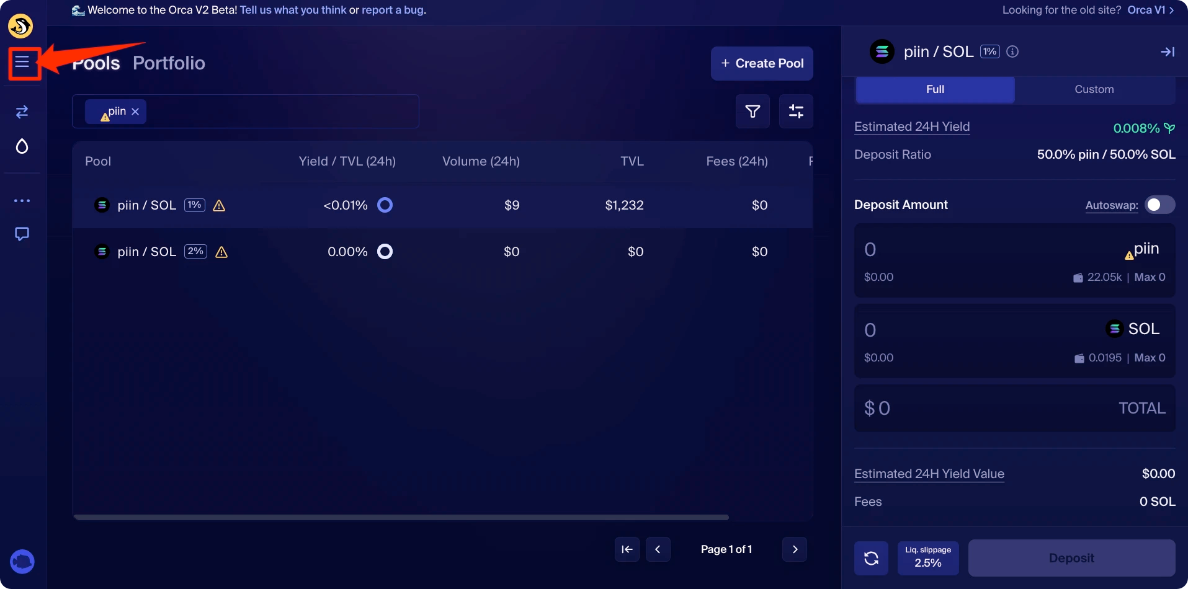 Welcome to the Orca V2 Beta! Tell us what you think or report a bug.
Looking for the old site? Orca V1 >
Pools Portfolio
+ Create Pool
piin ×
Pool Yield / TVL (24h) Volume (24h) TVL Fees (24h)
piin / SOL 1% <0.01% $9 $1,232 $0
piin / SOL 2% 0.00% $0 $0 $0
Page 1 of 1
piin / SOL 1%
Full Custom
Estimated 24H Yield 0.008%
Deposit Ratio 50.0% piin / 50.0% SOL
Deposit Amount Autoswap:
0 piin
$0.00 22.05k | Max 0
0 SOL
$0.00 0.0195 | Max 0
$ 0 TOTAL
Estimated 24H Yield Value $0.00
Fees 0 SOL
Liq. slippage
2.5%
Deposit